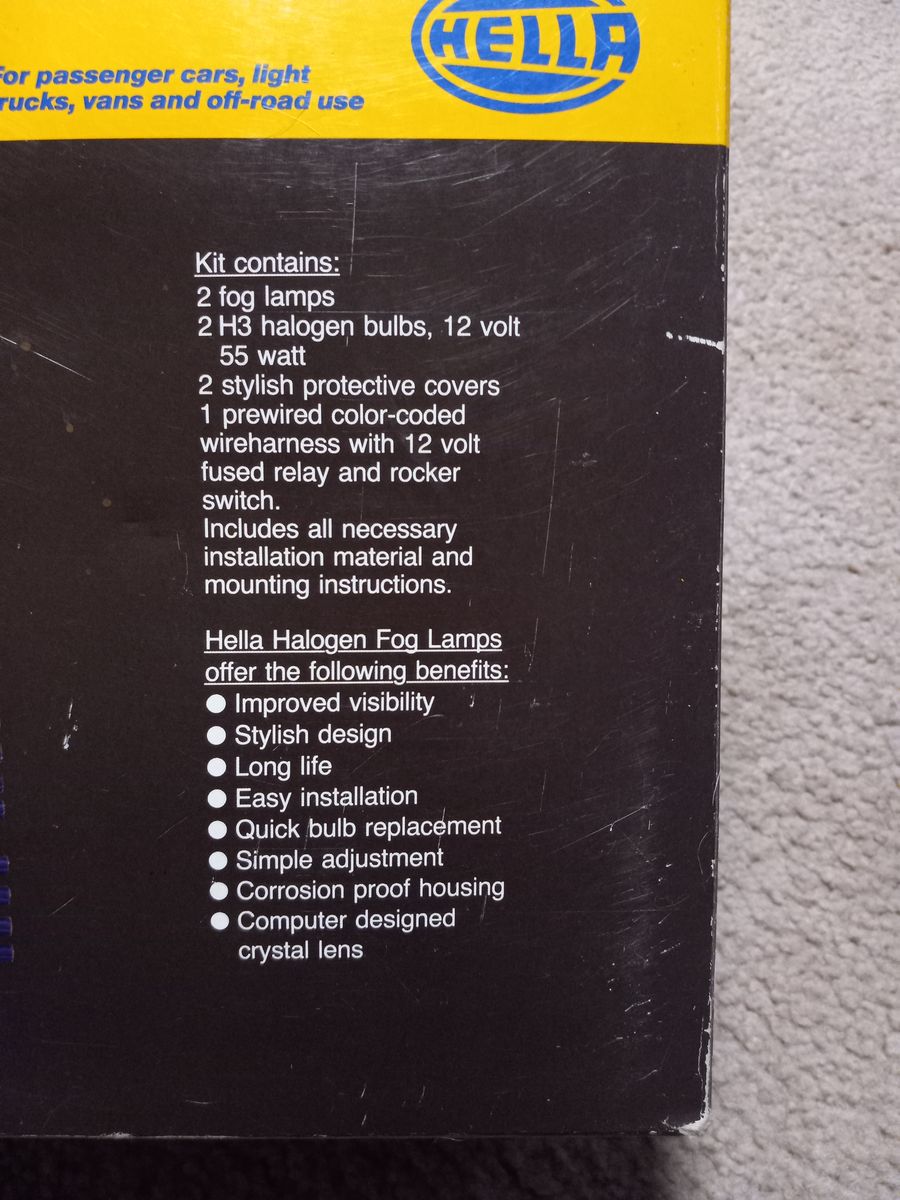 HELLA
For passenger cars, light
trucks, vans and off-road use
Kit contains:
2 fog lamps
2 H3 halogen bulbs, 12 volt
55 watt
2 stylish protective covers
1 prewired color-coded
wireharness with 12 volt
fused relay and rocker
switch.
Includes all necessary
installation material and
mounting instructions.
Hella Halogen Fog Lamps
offer the following benefits:
● Improved visibility
● Stylish design
● Long life
● Easy installation
● Quick bulb replacement
● Simple adjustment
● Corrosion proof housing
● Computer designed
crystal lens